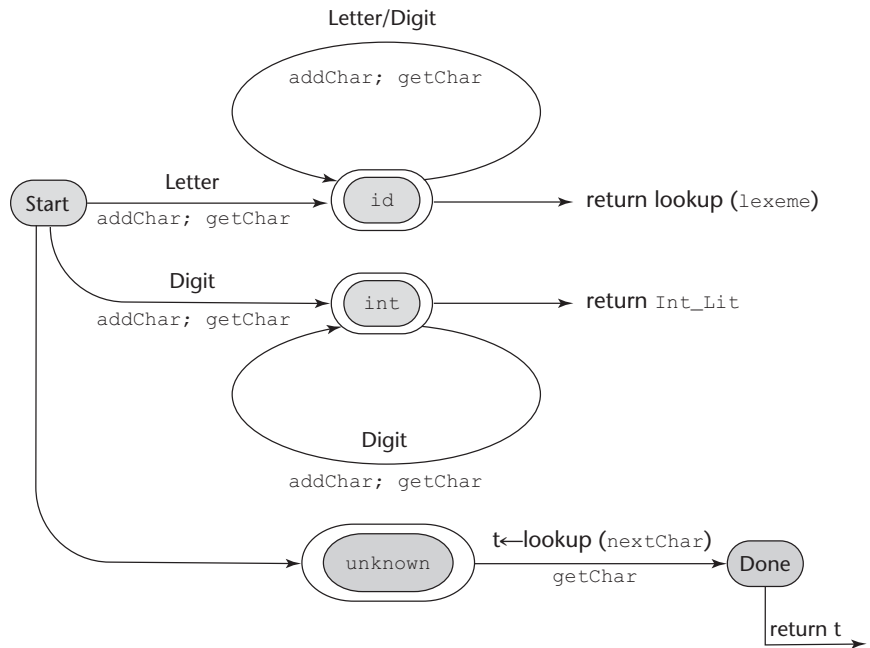 Letter/Digit
addChar; getChar
Letter
Start
id
return lookup (lexeme)
addChar; getChar
Digit
int
return Int_Lit
addChar; getChar
Digit
addChar; getChar
t←lookup (nextChar)
unknown
Done
getChar
return t